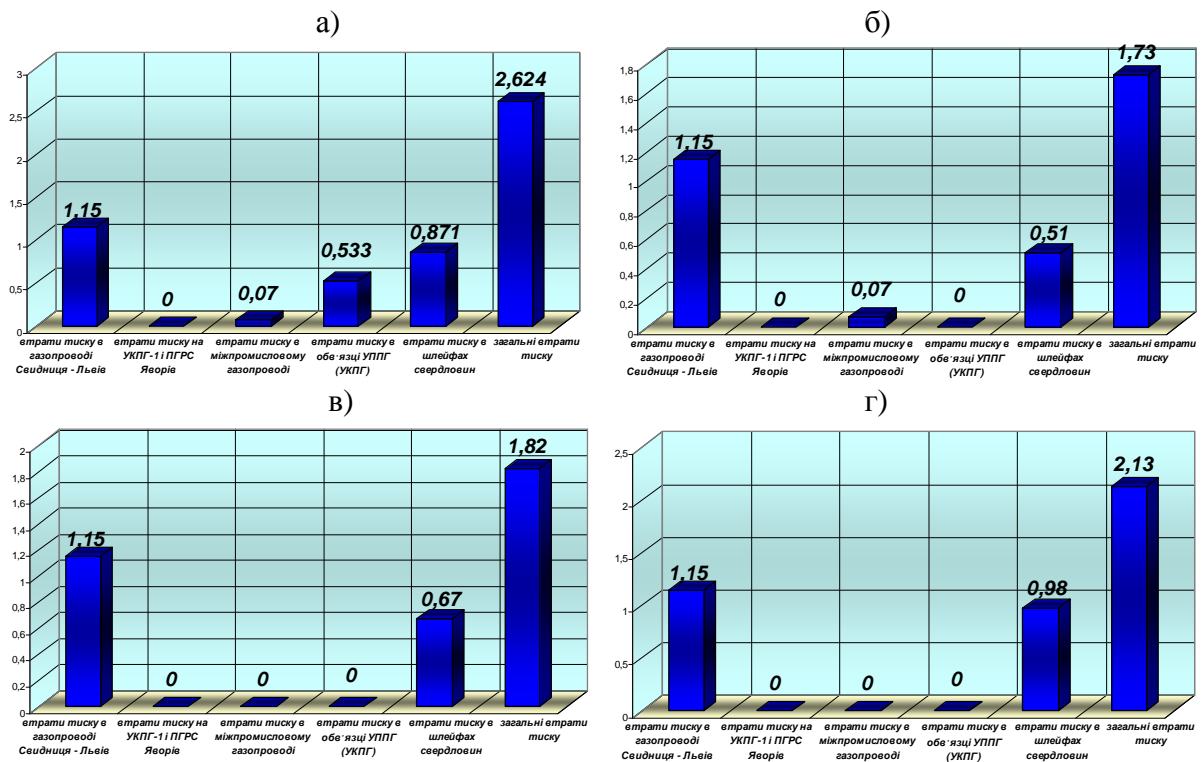 а)
3
2,5
2
1,5
1
0,5
0
1,15
0
0,07
0,533
0,871
2,624
втрати тиску в
газопроводі
Свидниця - Львів
втрати тиску на
УКПГ-1 і ПГРС
Яворів
втрати тиску в
міжпромисловому
газопроводі
втрати тиску в
обв΄язці УППГ
(УКПГ)
втрати тиску в
шлейфах
свердловин
загальні втрати
тиску
б)
1,8
1,6
1,4
1,2
1
0,8
0,6
0,4
0,2
0
1,15
0
0,07
0
0,51
1,73
втрати тиску в
газопроводі
Свидниця - Львів
втрати тиску на
УКПГ-1 і ПГРС
Яворів
втрати тиску в
міжпромисловому
газопроводі
втрати тиску в
обв΄язці УППГ
(УКПГ)
втрати тиску в
шлейфах
свердловин
загальні втрати
тиску
в)
2
1,8
1,6
1,4
1,2
1
0,8
0,6
0,4
0,2
0
1,15
0
0
0
0,67
1,82
втрати тиску в
газопроводі
Свидниця - Львів
втрати тиску на
УКПГ-1 і ПГРС
Яворів
втрати тиску в
міжпромисловому
газопроводі
втрати тиску в
обв΄язці УППГ
(УКПГ)
втрати тиску в
шлейфах
свердловин
загальні втрати
тиску
г)
2,5
2
1,5
1
0,5
0
1,15
0
0
0
0,98
2,13
втрати тиску в
газопроводі
Свидниця - Львів
втрати тиску на
УКПГ-1 і ПГРС
Яворів
втрати тиску в
міжпромисловому
газопроводі
втрати тиску в
обв΄язці УППГ
(УКПГ)
втрати тиску в
шлейфах
свердловин
загальні втрати
тиску